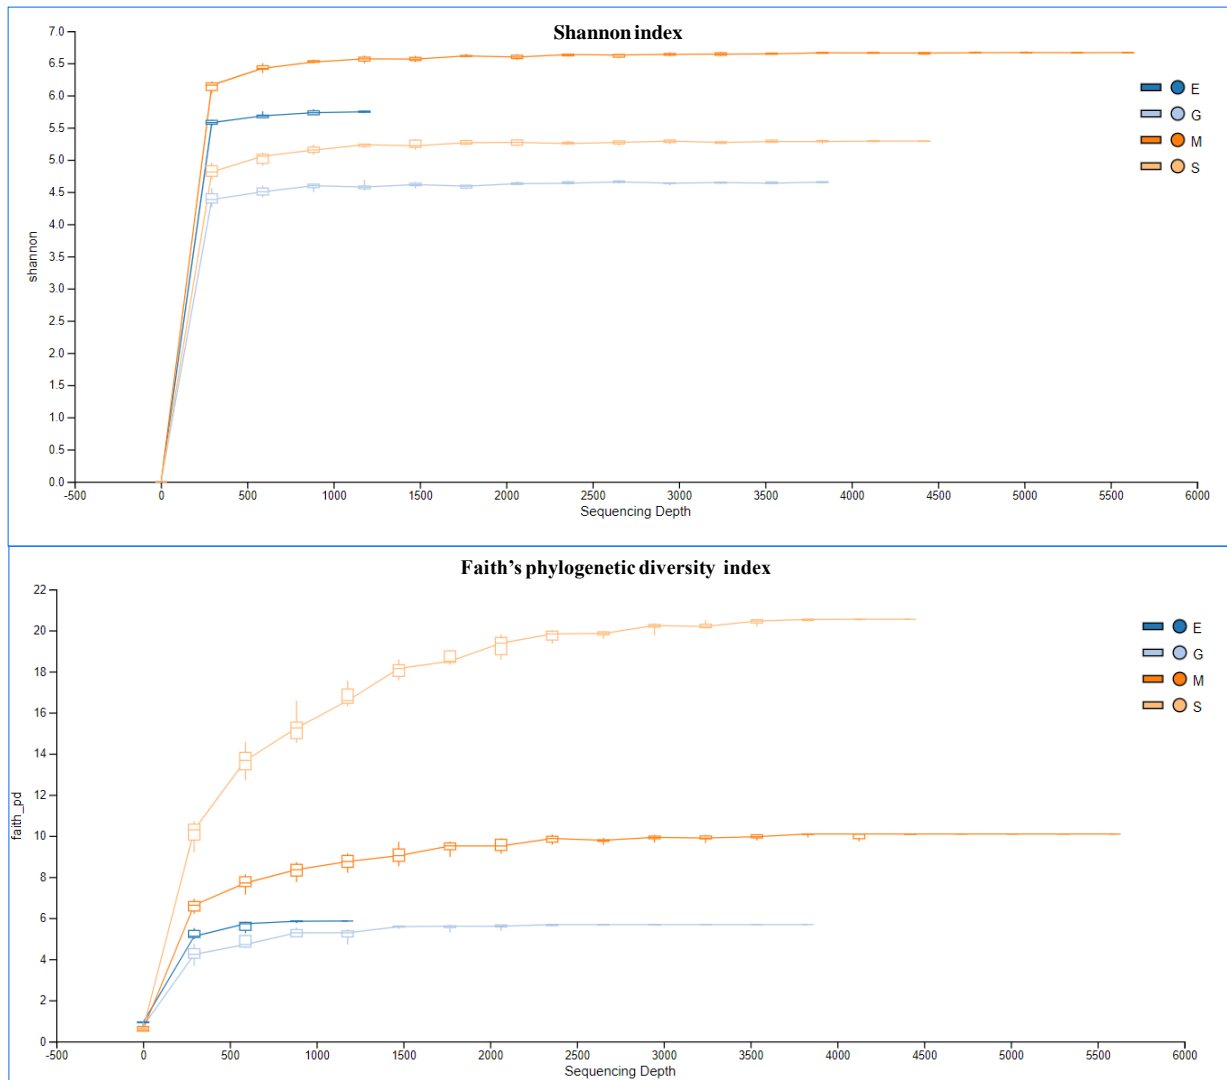 Shannon index
7.0
6.5
6.0
5.5
5.0
4.5
4.0
3.5
3.0
2.5
2.0
1.5
1.0
0.5
0.0
shannon
-500 0 500 1000 1500 2000 2500 3000 3500 4000 4500 5000 5500 6000
Sequencing Depth
E
G
M
S
Faith's phylogenetic diversity index
22
20
18
16
14
12
10
8
6
4
2
0
faith_pd
-500 0 500 1000 1500 2000 2500 3000 3500 4000 4500 5000 5500 6000
Sequencing Depth
E
G
M
S